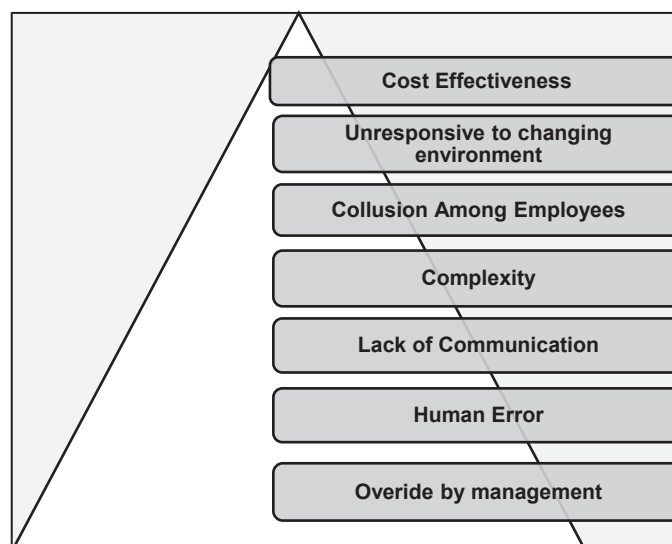 Cost Effectiveness
Unresponsive to changing
environment
Collusion Among Employees
Complexity
Lack of Communication
Human Error
Overide by management